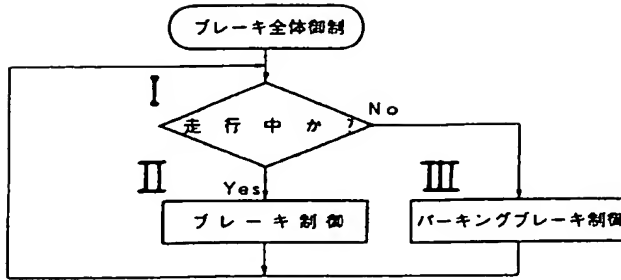 ブレーキ全体御制
I
走行中か?
No
II
Yes
III
ブレーキ制御
パーキングブレーキ制御